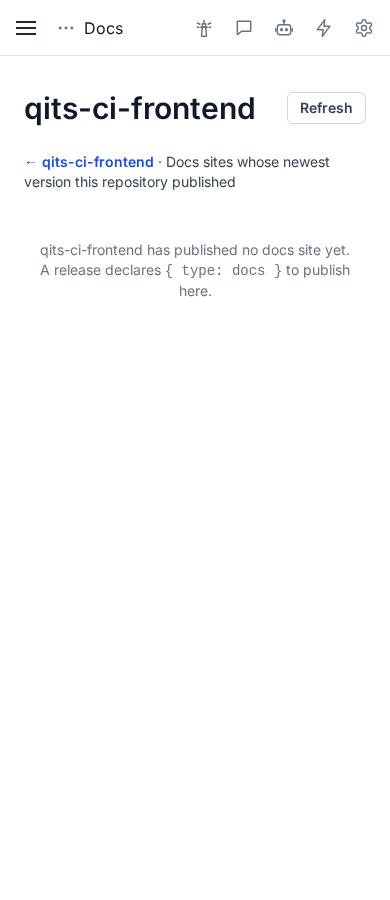 Docs
qits-ci-frontend
Refresh
← qits-ci-frontend · Docs sites whose newest
version this repository published
qits-ci-frontend has published no docs site yet.
A release declares { type: docs } to publish
here.